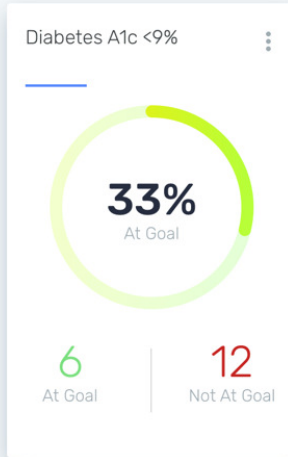 Diabetes A1c <9%
33%
At Goal
6 12
At Goal Not At Goal